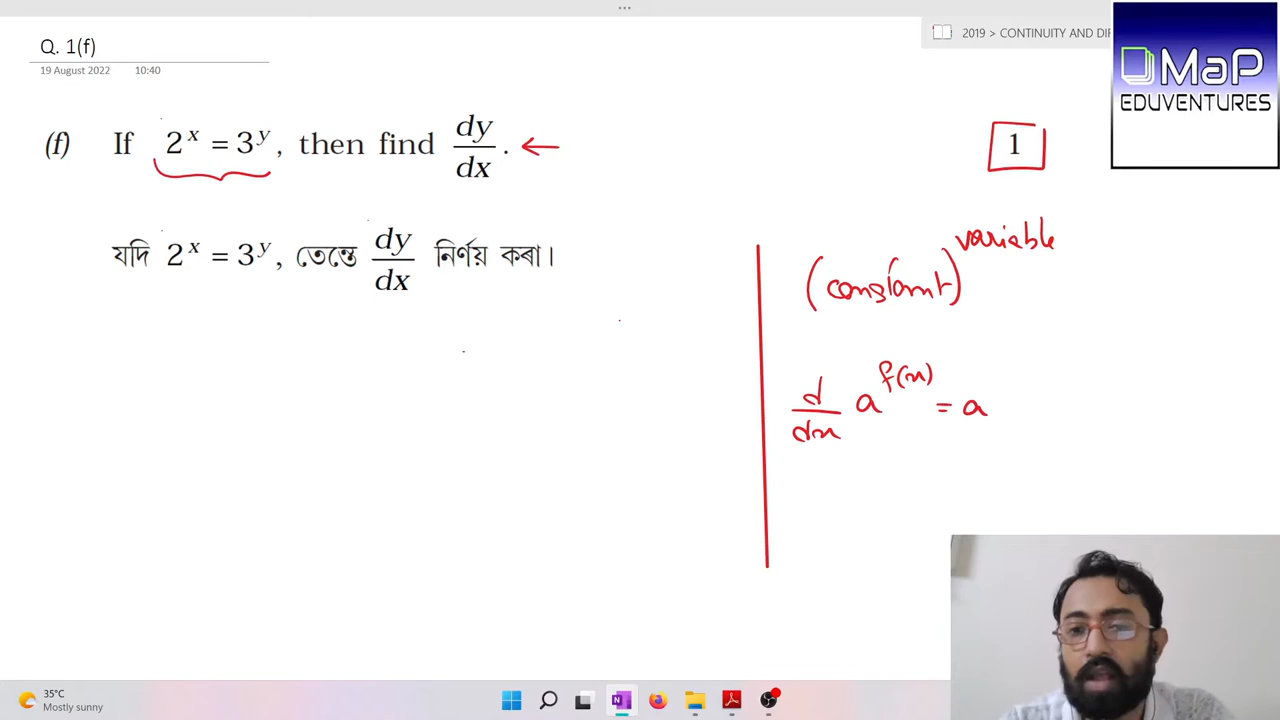 ...
Q. 1(f)
19 August 2022 10:40
2019 > CONTINUITY AND DIF
MaP
EDUVENTURES
(f) If 2^x = 3^y, then find dy/dx. ←
1
যদি 2^x = 3^y, তেন্তে dy/dx নিৰ্ণয় কৰা।
(constant)^variable
d/dx a^f(x) = a
35°C
Mostly sunny